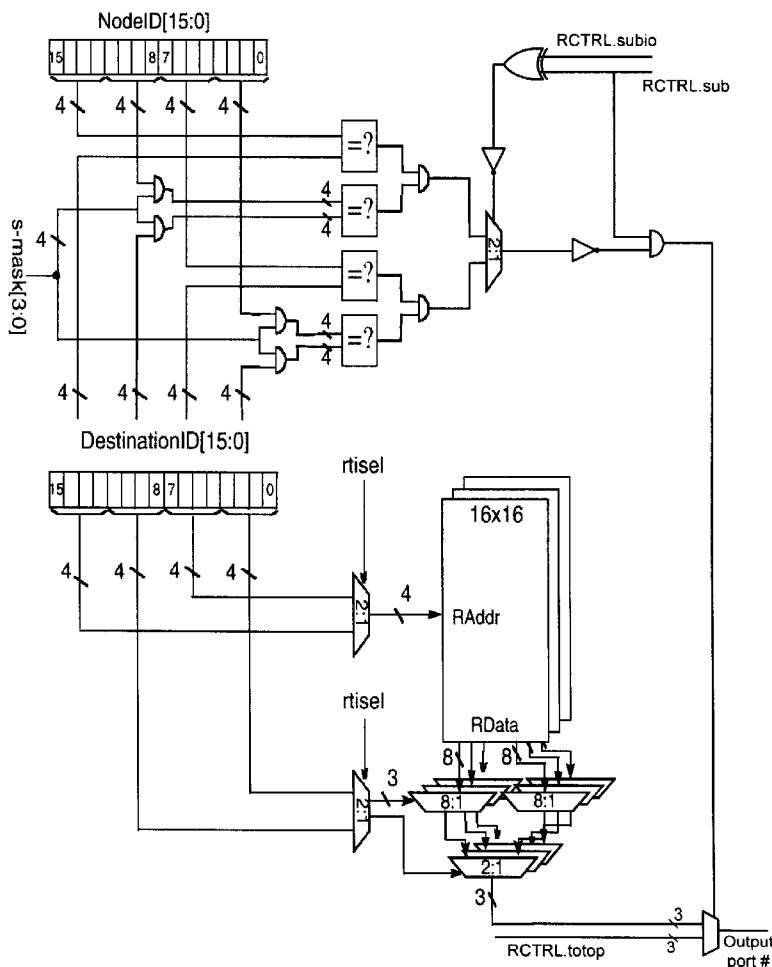 NodeID[15:0]
15 8 7 0
RCTRL.subio
RCTRL.sub
4 4 4 4
=?
4
4
=?
s-mask[3:0]
4
2:1
=?
4
4
=?
4 4 4 4
DestinationID[15:0]
15 8 7 0
rtisel
16x16
4 4 4 4
2:1
4
RAddr
rtisel
RData
8 8
2:1
3
8:1 8:1
2:1
3
3
RCTRL.totop
3
Output
port #